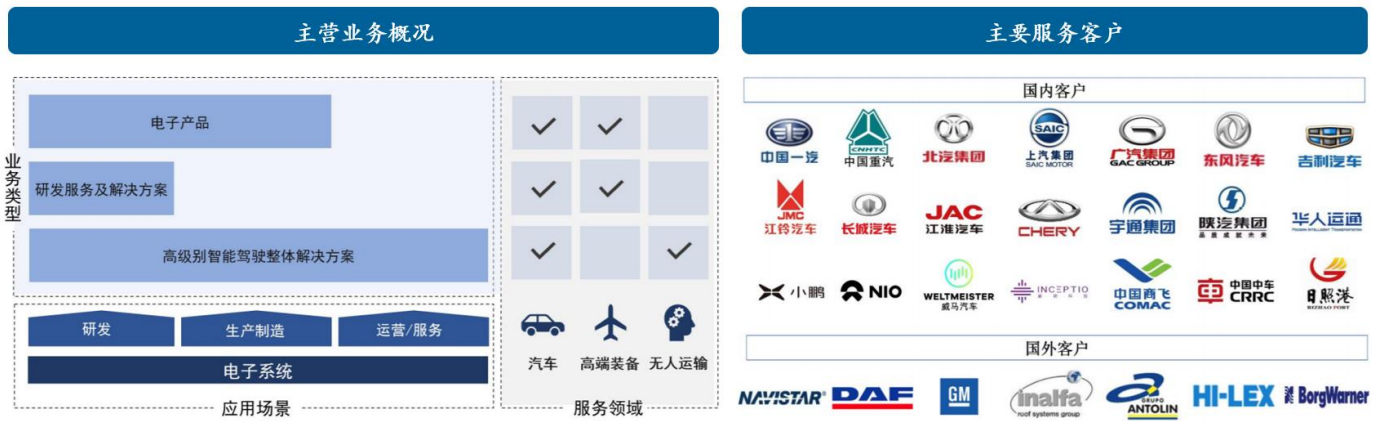 主营业务概况
业务类型
电子产品
研发服务及解决方案
高级别智能驾驶整体解决方案
研发
生产制造
运营/服务
电子系统
应用场景
汽车
高端装备
无人运输
服务领域
主要服务客户
国内客户
中国一汽
CNHTC
中国重汽
北汽集团
SAIC
上汽集团
SAIC MOTOR
广汽集团
GAC GROUP
东风汽车
吉利汽车
JMC
江铃汽车
长城汽车
JAC
江淮汽车
CHERY
宇通集团
陕汽集团
品质成就未来
华人运通
小鹏
NIO
WELTMEISTER
威马汽车
INCEPTIO
中国商飞
COMAC
中国中车
CRRC
日照港
RIZHAO PORT
国外客户
NAVISTAR®
DAF
GM
inalfa
roof systems group
GRUPO
ANTOLIN
HI-LEX
BorgWarner